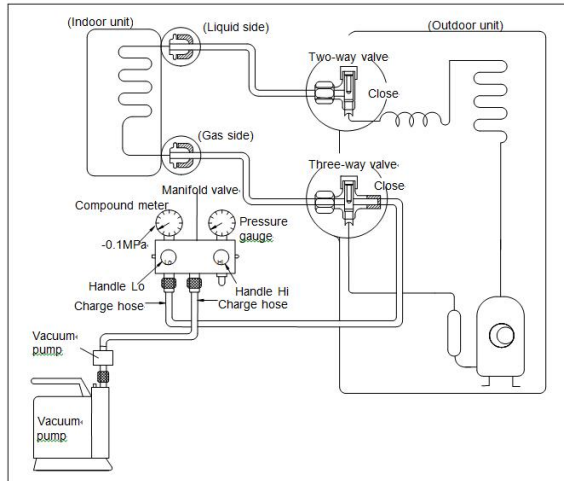 (Indoor unit)
(Liquid side)
(Outdoor unit)
Two-way valve
Close
(Gas side)
Three-way valve
Close
Manifold valve
Compound meter
Pressure
gauge
-0.1MPa
Lo
Hi
Handle Lo
Handle Hi
Charge hose
Charge hose
Vacuum
pump
Vacuum
pump